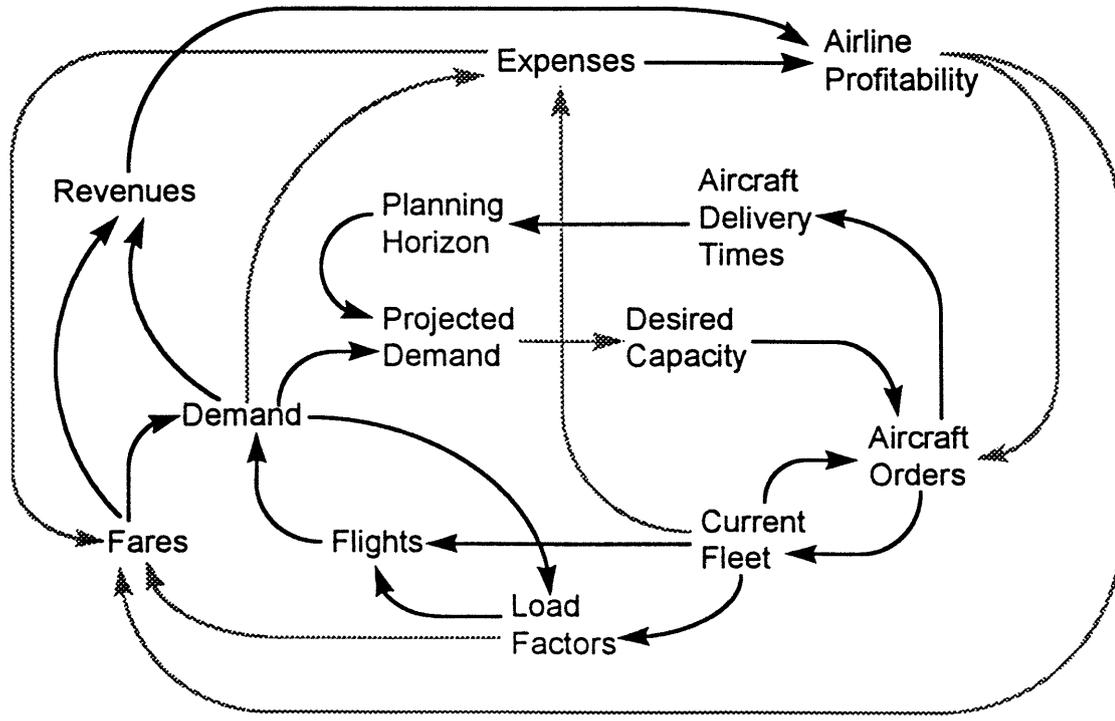 Expenses
Airline
Profitability
Revenues
Planning
Horizon
Aircraft
Delivery
Times
Projected
Demand
Desired
Capacity
Demand
Aircraft
Orders
Fares
Flights
Current
Fleet
Load
Factors